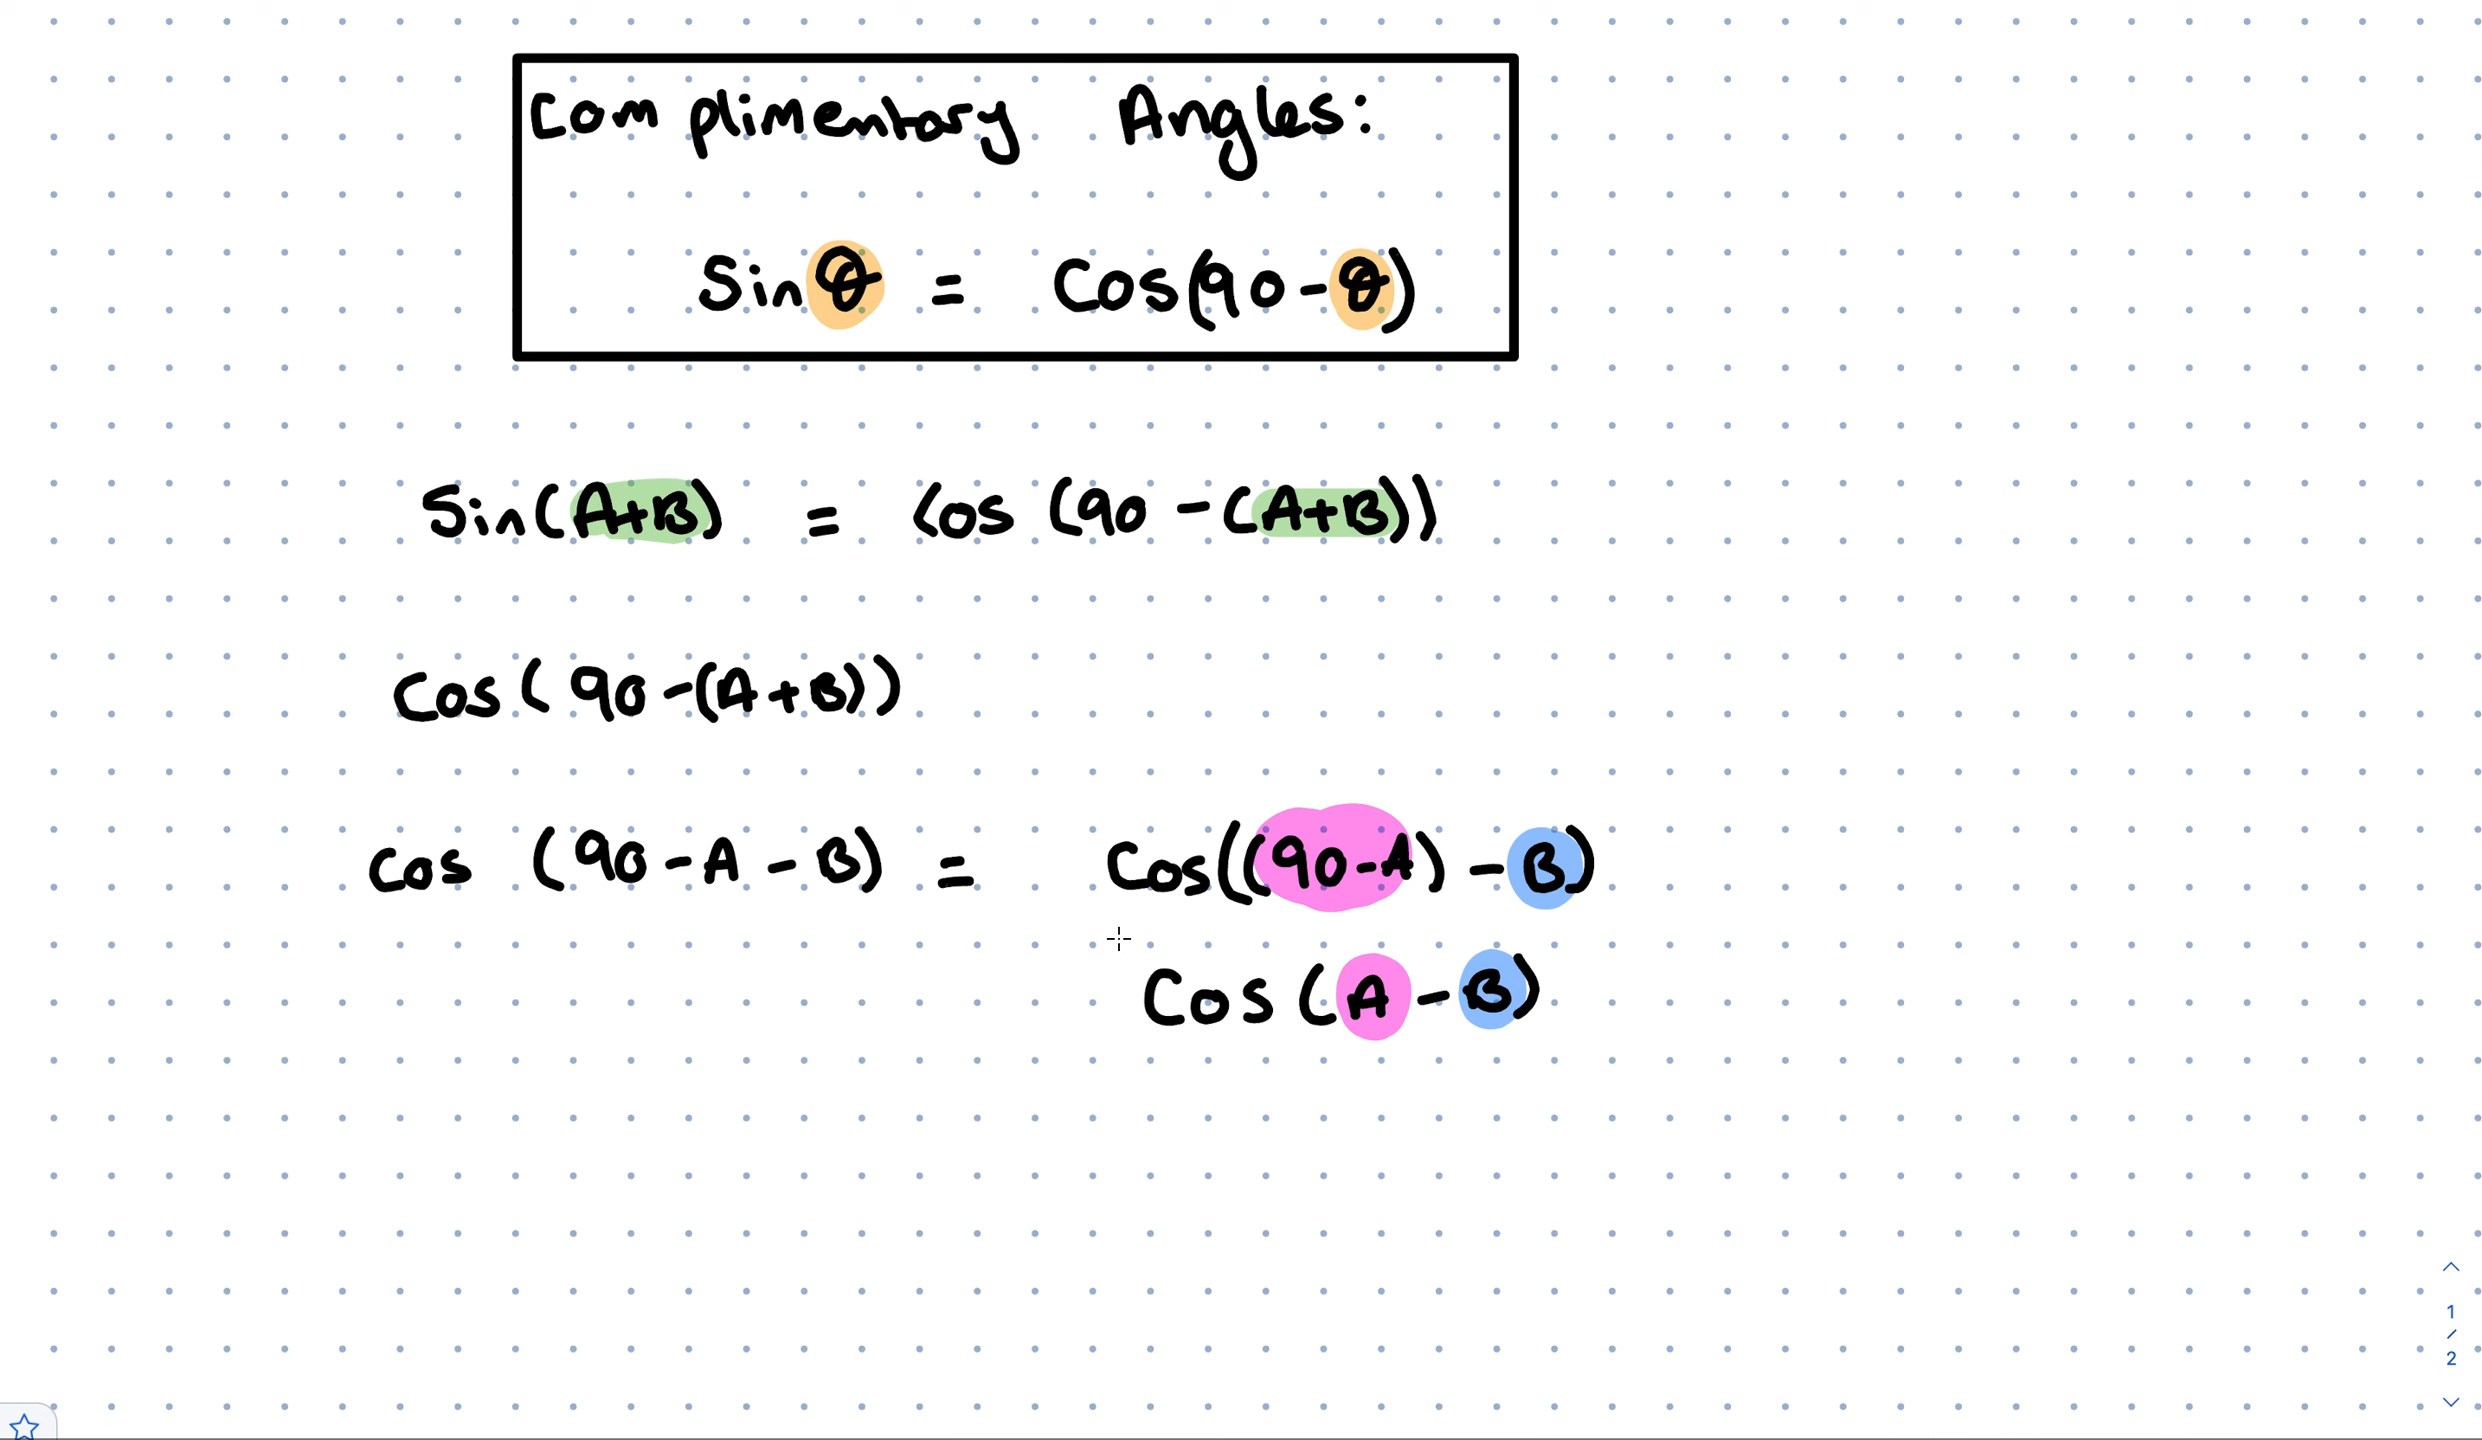 Complimentary Angles:
Sin θ = Cos(90-θ)
Sin(A+B) = Cos (90-(A+B))
Cos(90-(A+B))
Cos (90-A-B) = Cos((90-A)-B)
Cos (A-B)
1
/
2